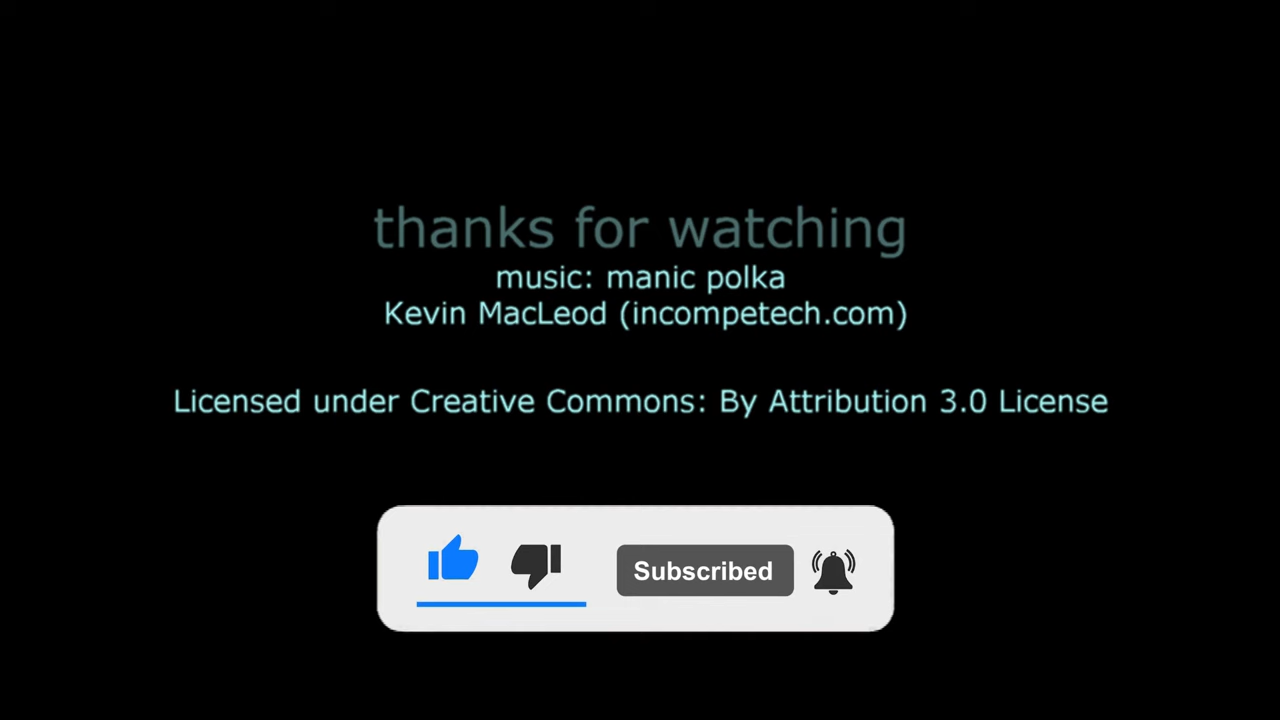 thanks for watching
music: manic polka
Kevin MacLeod (incompetech.com)
Licensed under Creative Commons: By Attribution 3.0 License
Subscribed